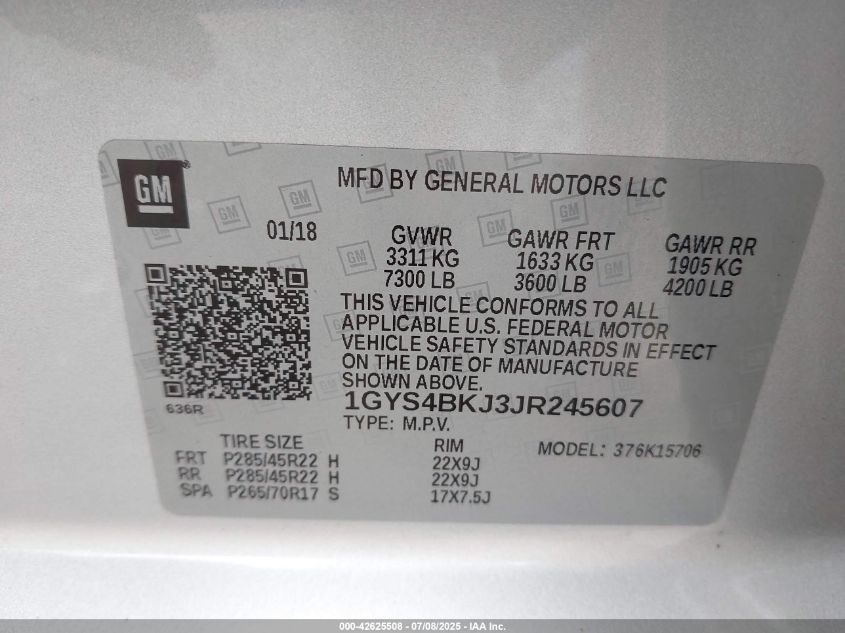 GM
MFD BY GENERAL MOTORS LLC
01/18
GVWR GAWR FRT GAWR RR
3311 KG 1633 KG 1905 KG
7300 LB 3600 LB 4200 LB
THIS VEHICLE CONFORMS TO ALL
APPLICABLE U.S. FEDERAL MOTOR
VEHICLE SAFETY STANDARDS IN EFFECT
ON THE DATE OF MANUFACTURE
SHOWN ABOVE.
636R
1GYS4BKJ3JR245607
TYPE: M.P.V.
TIRE SIZE RIM MODEL: 376K15706
FRT P285/45R22 H 22X9J
RR P285/45R22 H 22X9J
SPA P265/70R17 S 17X7.5J
000-42625508 - 07/08/2025 - IAA Inc.